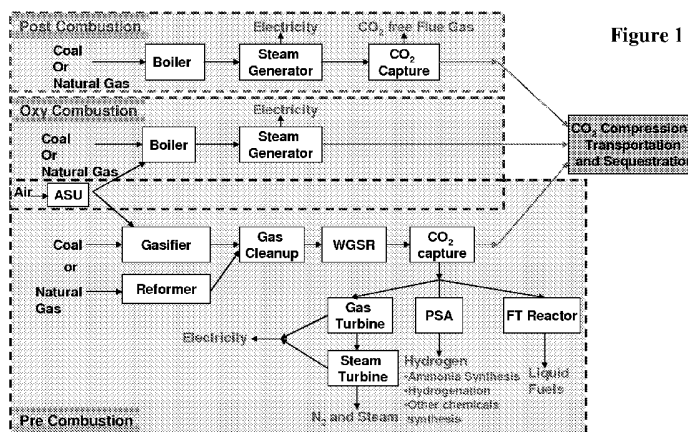 Figure 1
Post Combustion
Electricity
CO2 free Flue Gas
Coal
Or
Natural Gas
Boiler
Steam
Generator
CO2
Capture
Oxy Combustion
Electricity
Coal
Or
Natural Gas
Boiler
Steam
Generator
CO2 Compression
Transportation
and Sequestration
Air
ASU
Coal
or
Natural
Gas
Gasifier
Reformer
Gas
Cleanup
WGSR
CO2
capture
Gas
Turbine
PSA
FT Reactor
Electricity
Steam
Turbine
Hydrogen
•Ammonia Synthesis
•Hydrogenation
•Other chemicals
synthesis
Liquid
Fuels
N2 and Steam
Pre Combustion